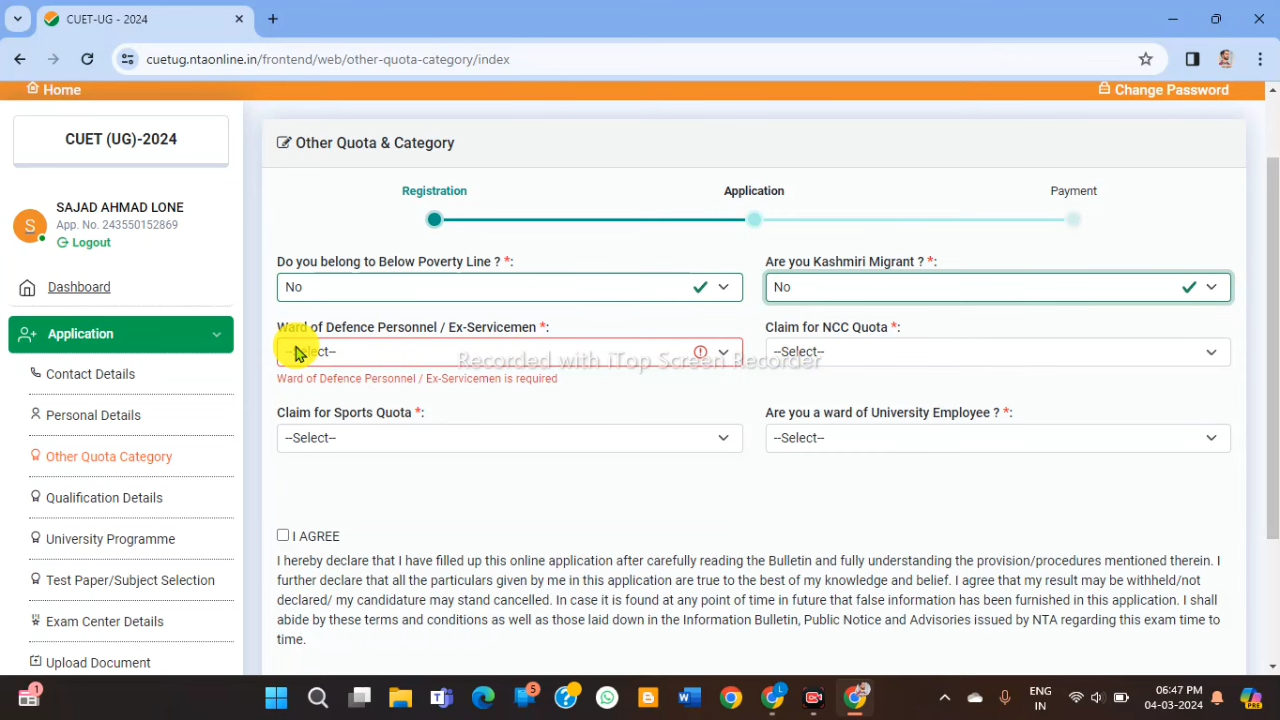 CUET-UG - 2024
cuetug.ntaonline.in/frontend/web/other-quota-category/index
Home
Change Password
CUET (UG)-2024
S
SAJAD AHMAD LONE
App. No. 243550152869
Logout
Dashboard
Application
Contact Details
Personal Details
Other Quota Category
Qualification Details
University Programme
Test Paper/Subject Selection
Exam Center Details
Upload Document
Other Quota & Category
Registration
Application
Payment
Do you belong to Below Poverty Line ? *:
No
Are you Kashmiri Migrant ? *:
No
Ward of Defence Personnel / Ex-Servicemen *:
--Select--
Ward of Defence Personnel / Ex-Servicemen is required
Claim for NCC Quota *:
--Select--
Recorded with iTop Screen Recorder
Claim for Sports Quota *:
--Select--
Are you a ward of University Employee ? *:
--Select--
I AGREE
I hereby declare that I have filled up this online application after carefully reading the Bulletin and fully understanding the provision/procedures mentioned therein. I
further declare that all the particulars given by me in this application are true to the best of my knowledge and belief. I agree that my result may be withheld/not
declared/ my candidature may stand cancelled. In case it is found at any point of time in future that false information has been furnished in this application. I shall
abide by these terms and conditions as well as those laid down in the Information Bulletin, Public Notice and Advisories issued by NTA regarding this exam time to
time.
1
5
L
ENG
IN
06:47 PM
04-03-2024
PRE